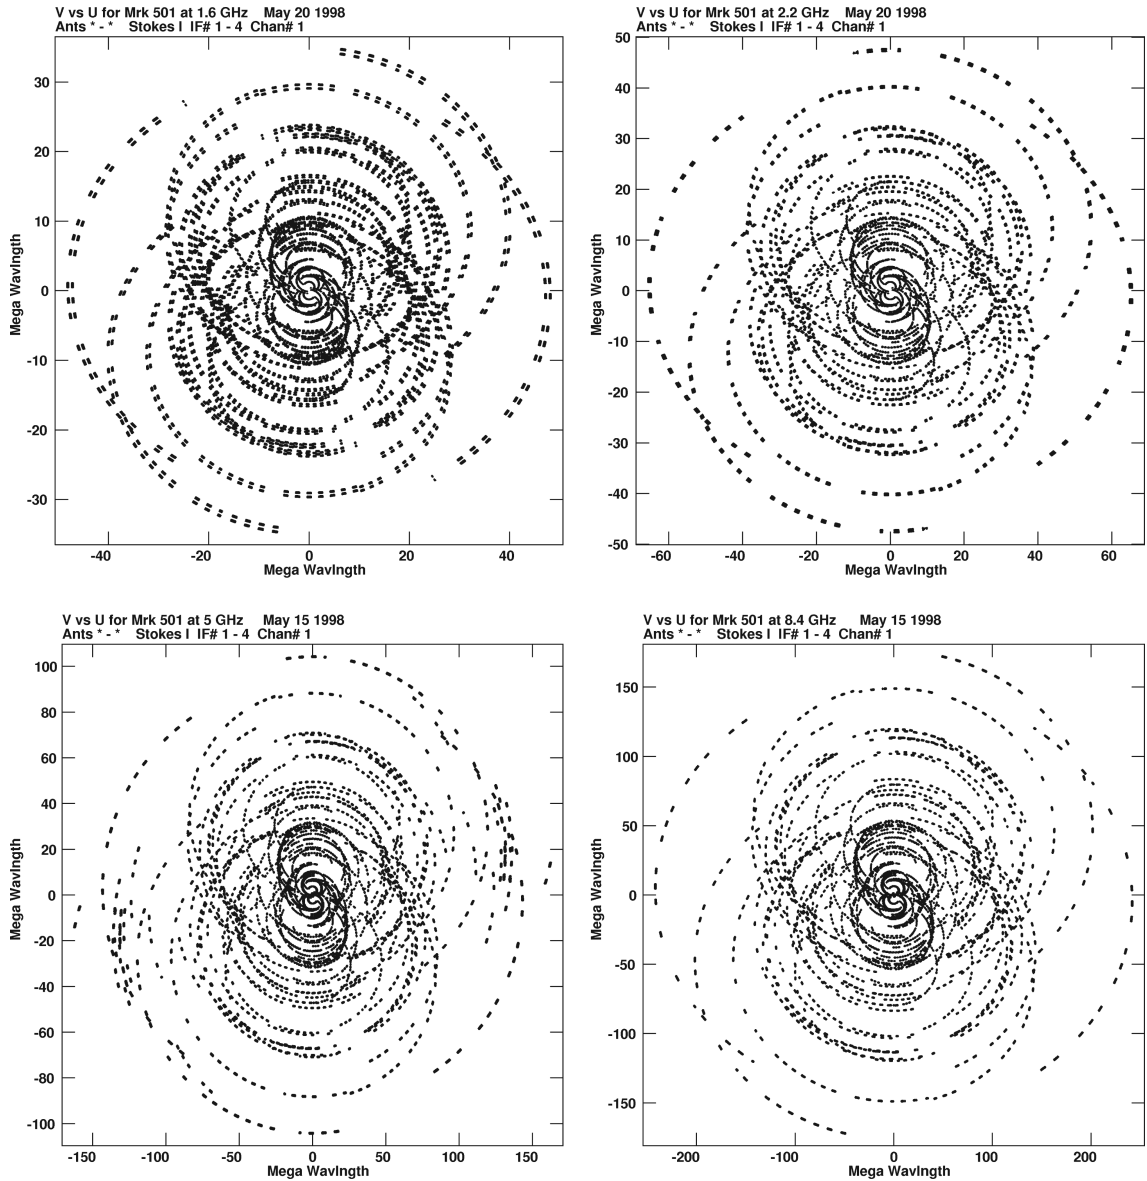 V vs U for Mrk 501 at 1.6 GHz May 20 1998
Ants * - * Stokes I IF# 1 - 4 Chan# 1
30
20
10
0
-10
-20
-30
Mega Wavlngth
-40 -20 0 20 40
Mega Wavlngth
V vs U for Mrk 501 at 2.2 GHz May 20 1998
Ants * - * Stokes I IF# 1 - 4 Chan# 1
50
40
30
20
10
0
-10
-20
-30
-40
-50
Mega Wavlngth
-60 -40 -20 0 20 40 60
Mega Wavlngth
V vs U for Mrk 501 at 5 GHz May 15 1998
Ants * - * Stokes I IF# 1 - 4 Chan# 1
100
80
60
40
20
0
-20
-40
-60
-80
-100
Mega Wavlngth
-150 -100 -50 0 50 100 150
Mega Wavlngth
V vs U for Mrk 501 at 8.4 GHz May 15 1998
Ants * - * Stokes I IF# 1 - 4 Chan# 1
150
100
50
0
-50
-100
-150
Mega Wavlngth
-200 -100 0 100 200
Mega Wavlngth